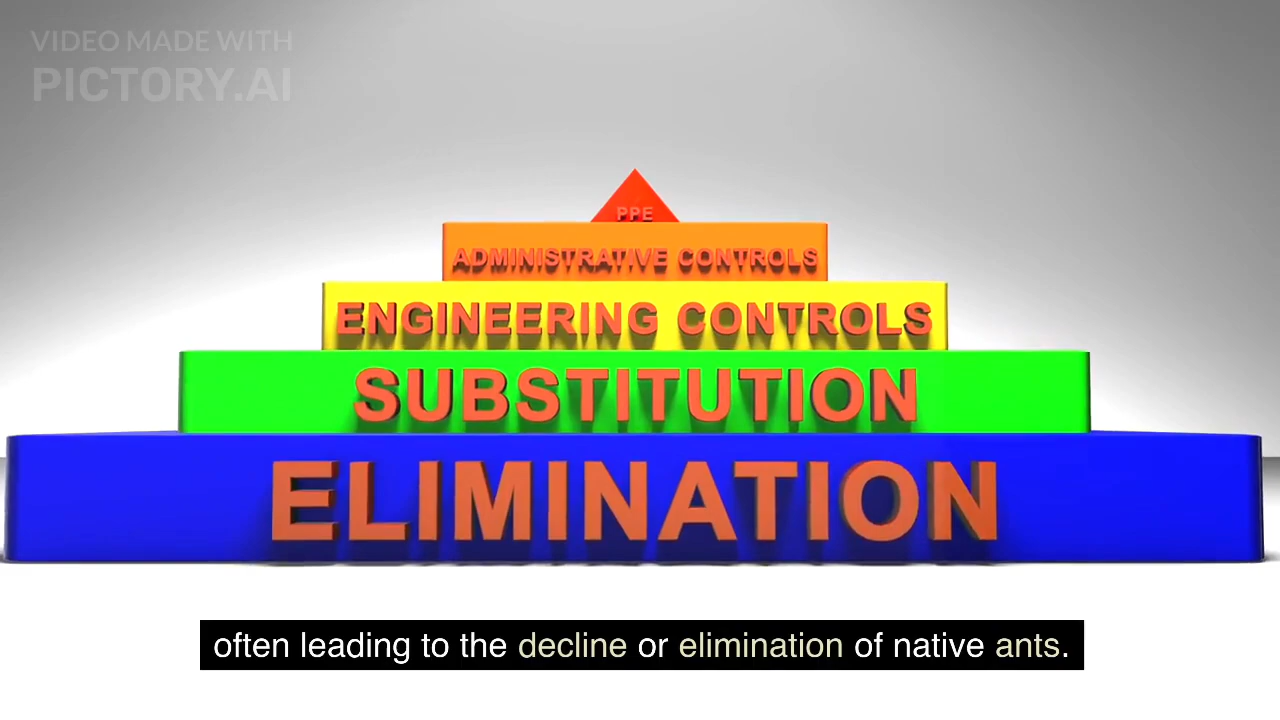 VIDEO MADE WITH
PICTORY.AI
PPE
ADMINISTRATIVE CONTROLS
ENGINEERING CONTROLS
SUBSTITUTION
ELIMINATION
often leading to the decline or elimination of native ants.